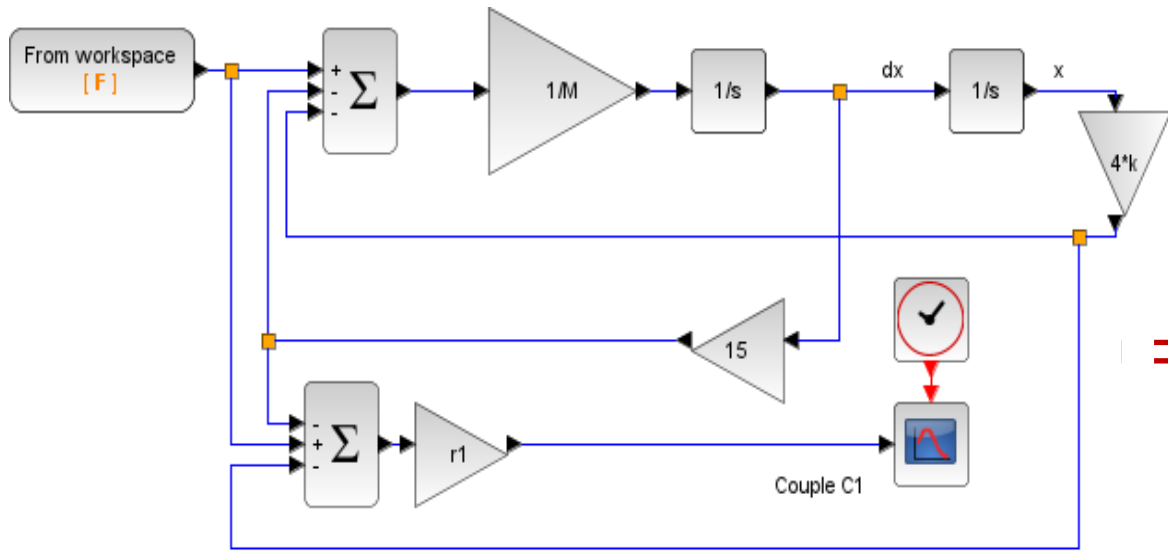 From workspace
[ F ]
+
-
-
Σ
1/M
1/s
dx
1/s
x
4*k
15
-
+
-
Σ
r1
Couple C1